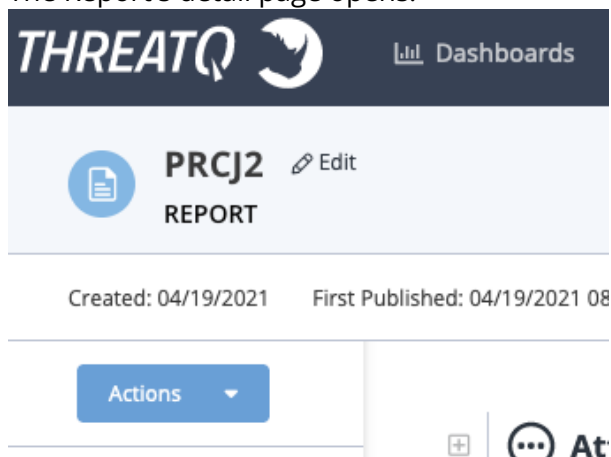 The Report's detail page opens.
THREATQ Dashboards
PRCJ2 Edit
REPORT
Created: 04/19/2021 First Published: 04/19/2021 08
Actions